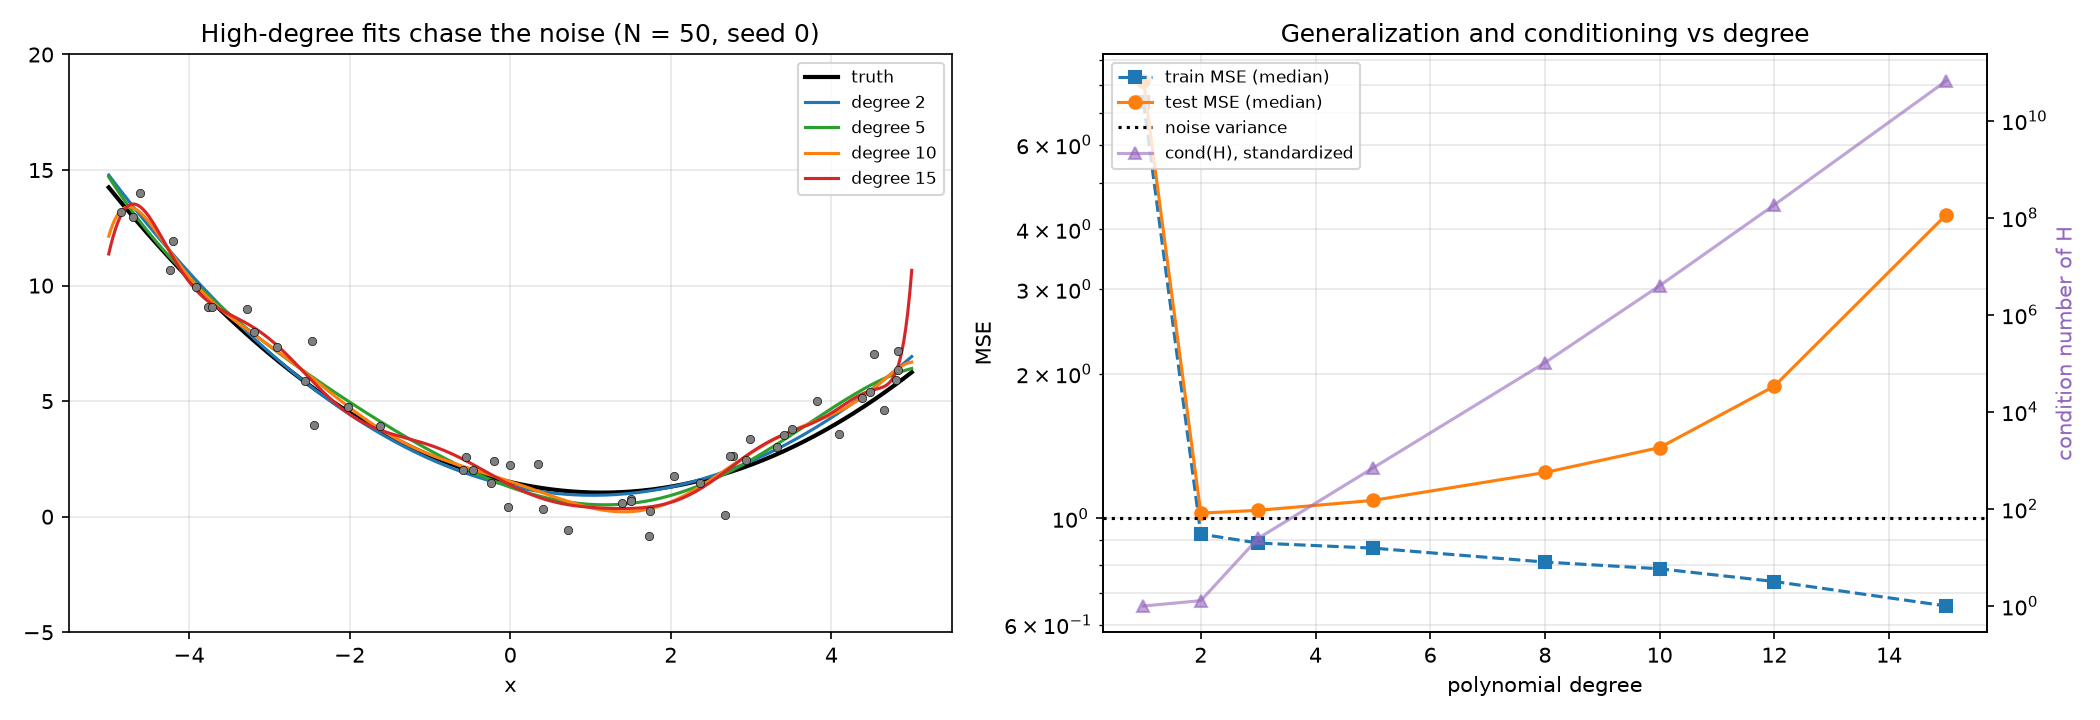 High-degree fits chase the noise (N = 50, seed 0)
20
15
10
5
0
−5
−4
−2
0
2
4
x
truth
degree 2
degree 5
degree 10
degree 15
Generalization and conditioning vs degree
MSE
6 × 10⁰
4 × 10⁰
3 × 10⁰
2 × 10⁰
10⁰
6 × 10⁻¹
train MSE (median)
test MSE (median)
noise variance
cond(H), standardized
2
4
6
8
10
12
14
polynomial degree
10¹⁰
10⁸
10⁶
10⁴
10²
10⁰
condition number of H